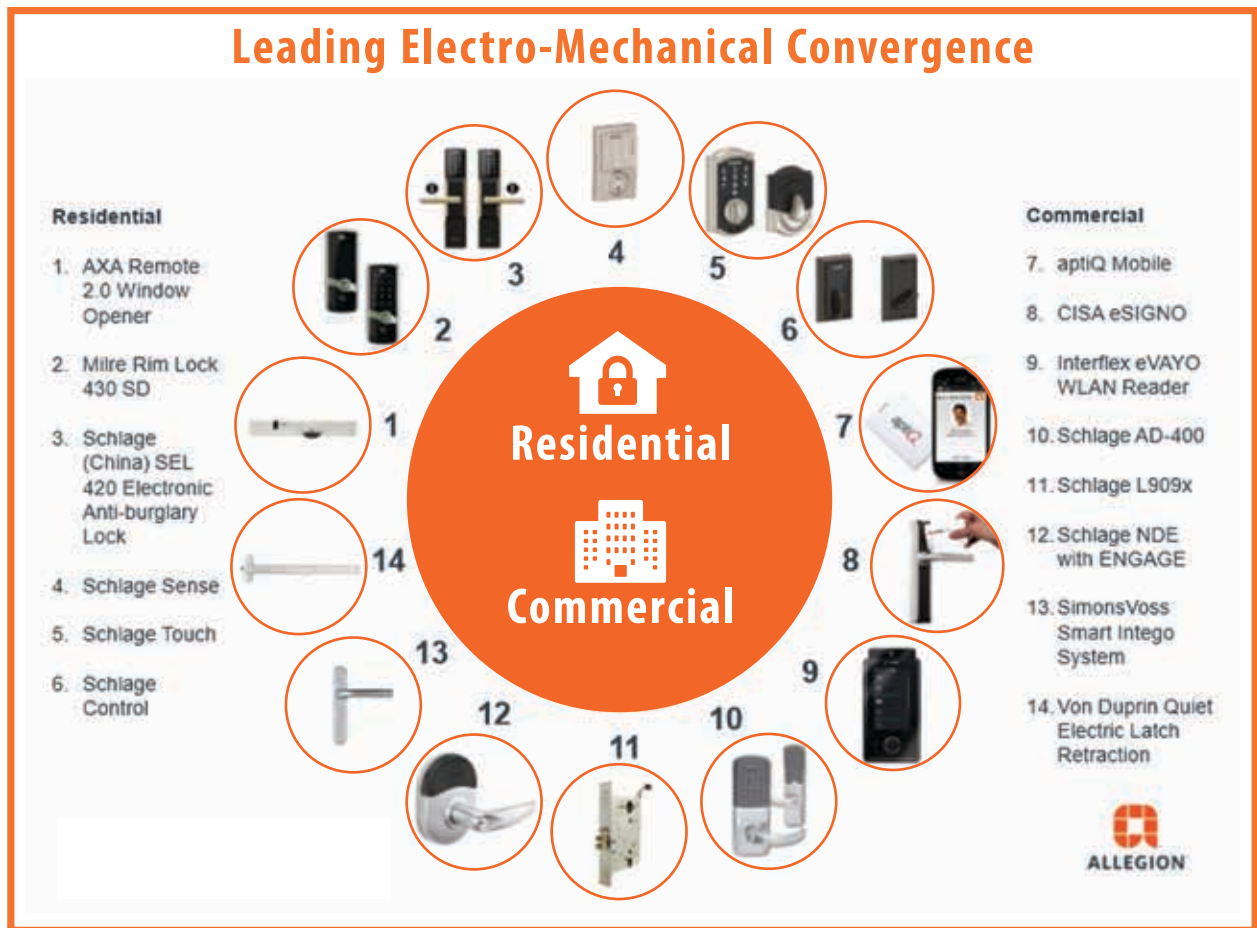 Leading Electro-Mechanical Convergence
Residential
1. AXA Remote
2.0 Window
Opener
2. Milre Rim Lock
430 SD
3. Schlage
(China) SEL
420 Electronic
Anti-burglary
Lock
4. Schlage Sense
5. Schlage Touch
6. Schlage
Control
1
2
3
4
5
6
7
8
9
10
11
12
13
14
Residential
Commercial
aptiQ
Commercial
7. aptiQ Mobile
8. CISA eSIGNO
9. Interflex eVAYO
WLAN Reader
10. Schlage AD-400
11. Schlage L909x
12. Schlage NDE
with ENGAGE
13. SimonsVoss
Smart Intego
System
14. Von Duprin Quiet
Electric Latch
Retraction
ALLEGION